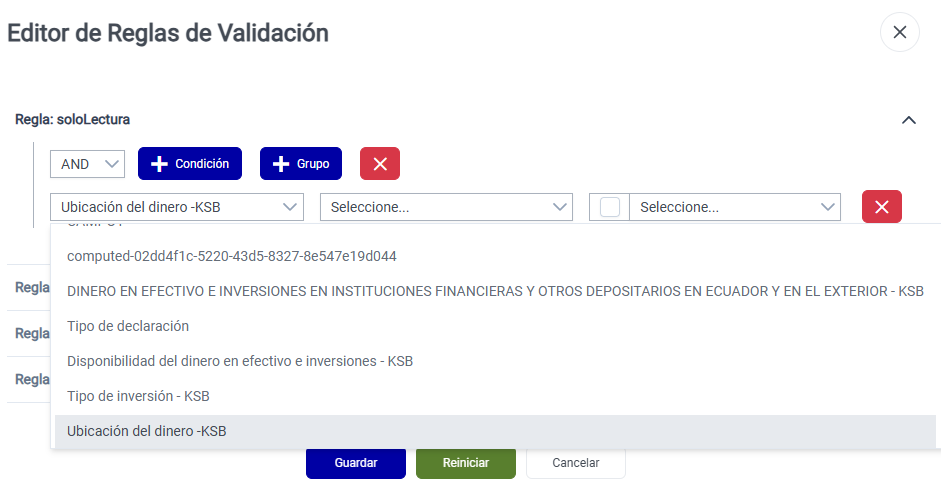 Editor de Reglas de Validación
Regla: soloLectura
AND
Condición
Grupo
Ubicación del dinero -KSB
Seleccione...
Seleccione...
computed-02dd4f1c-5220-43d5-8327-8e547e19d044
Regla
DINERO EN EFECTIVO E INVERSIONES EN INSTITUCIONES FINANCIERAS Y OTROS DEPOSITARIOS EN ECUADOR Y EN EL EXTERIOR - KSB
Tipo de declaración
Regla
Disponibilidad del dinero en efectivo e inversiones - KSB
Regla
Tipo de inversión - KSB
Ubicación del dinero -KSB
Guardar
Reiniciar
Cancelar